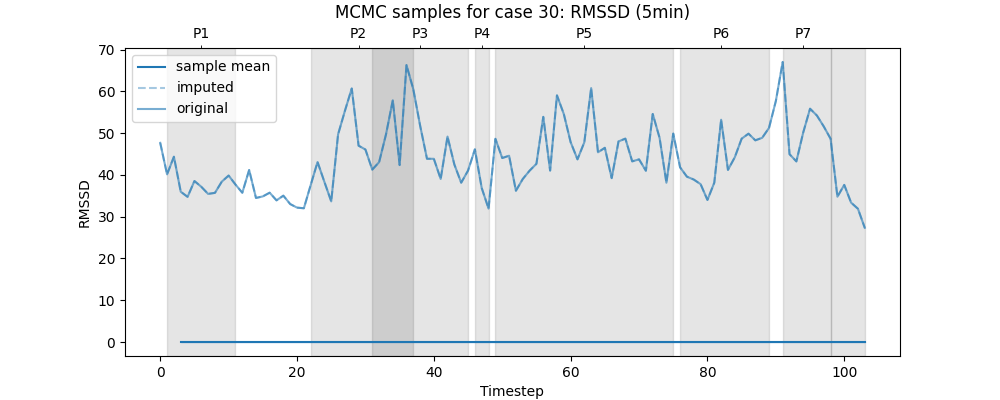 MCMC samples for case 30: RMSSD (5min)
P1 P2 P3 P4 P5 P6 P7
sample mean
imputed
original
70
60
50
40
30
20
10
0
RMSSD
0 20 40 60 80 100
Timestep